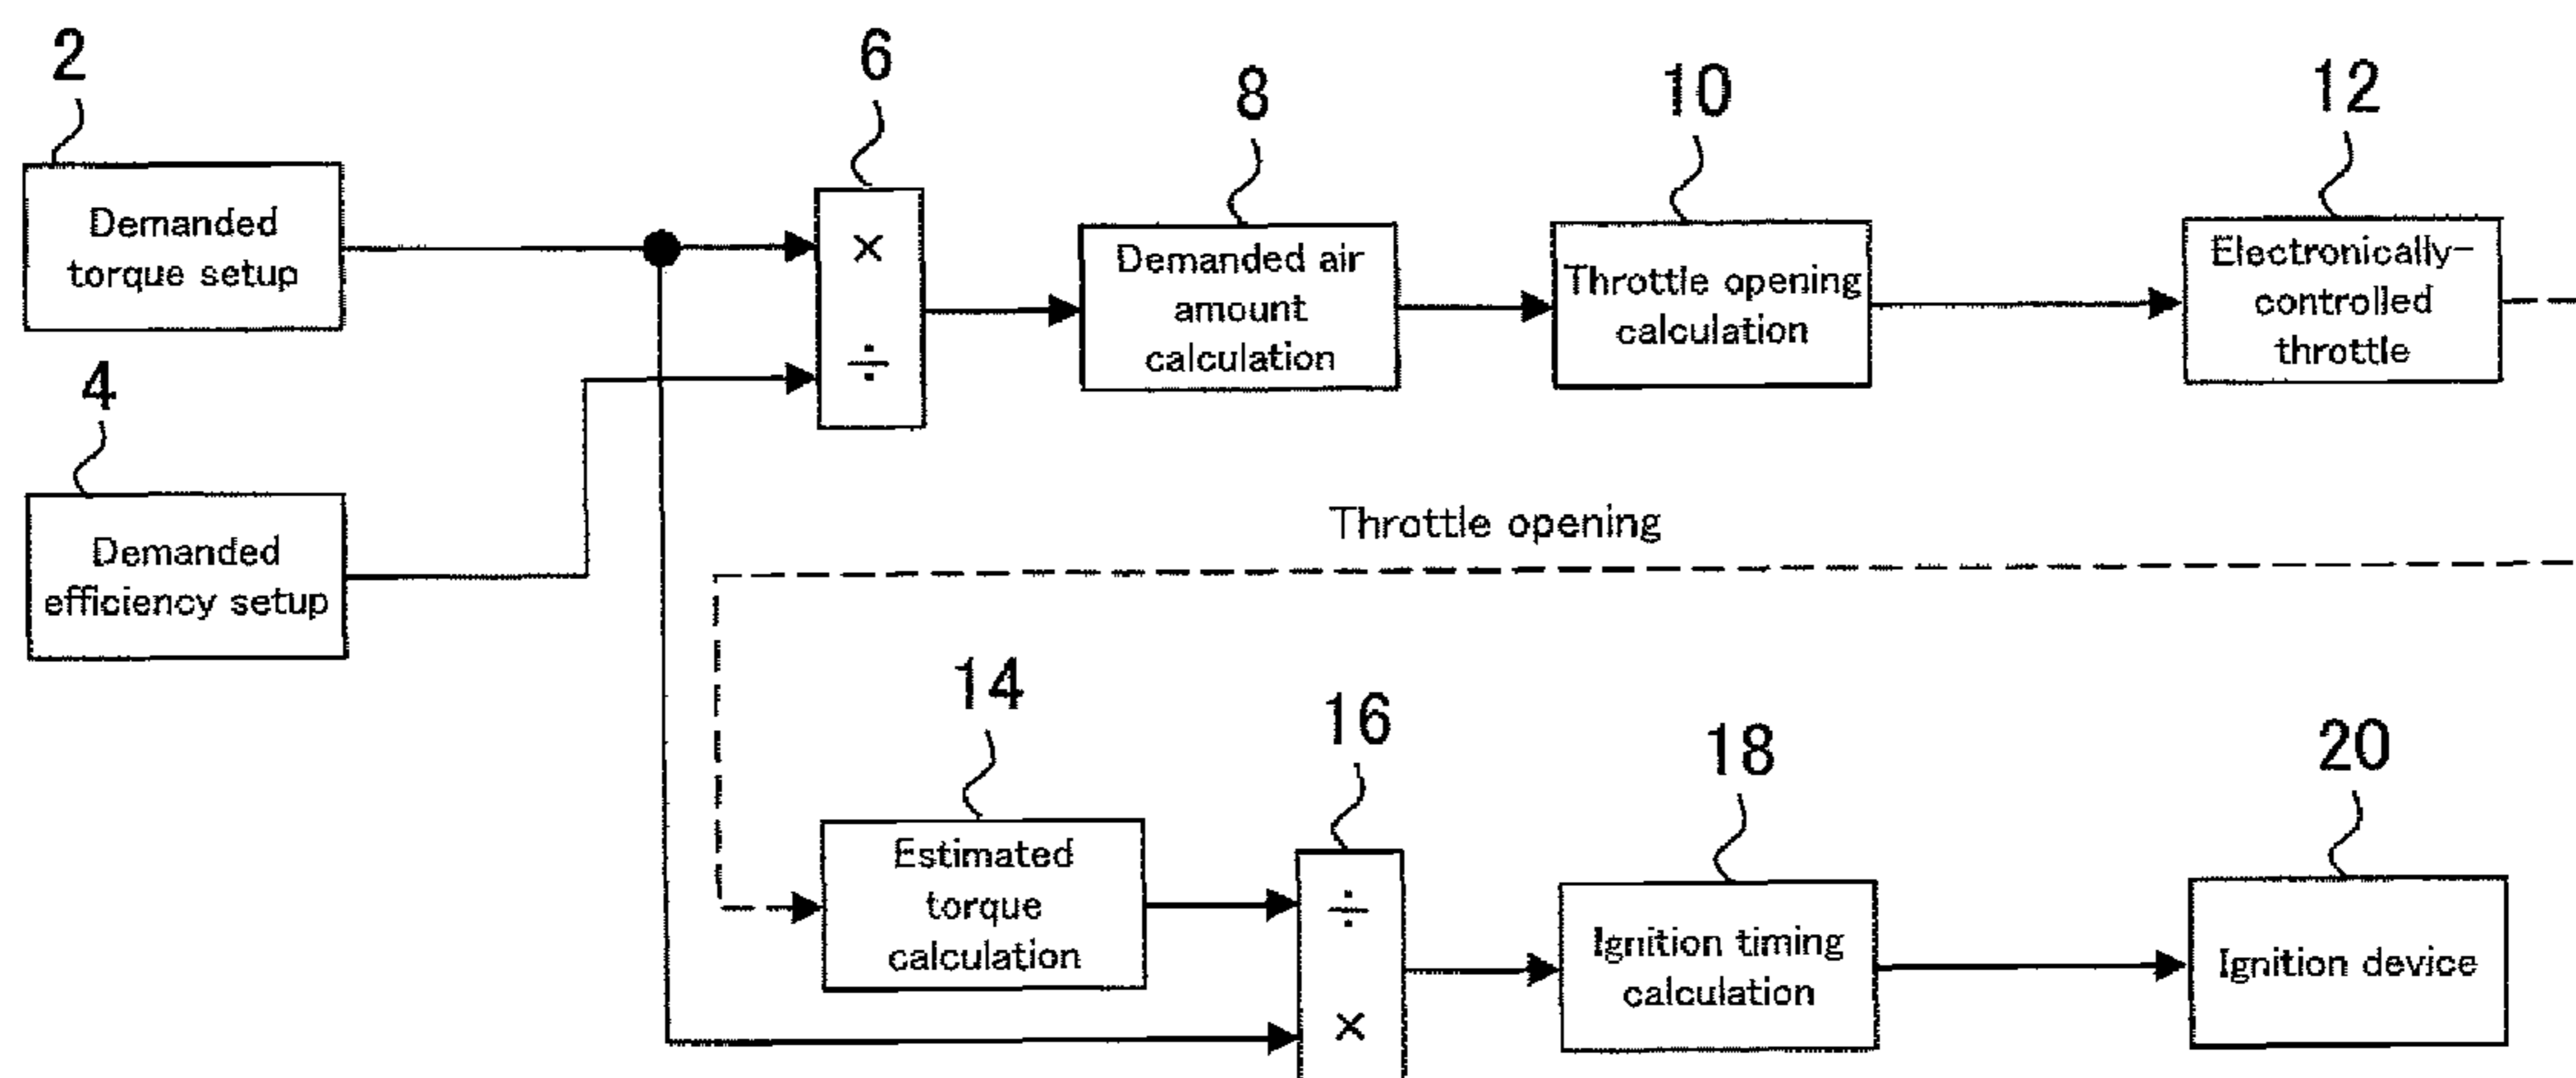 2
Demanded
torque setup
4
Demanded
efficiency setup
6
×
÷
8
Demanded air
amount
calculation
10
Throttle opening
calculation
12
Electronically-
controlled
throttle
Throttle opening
14
Estimated
torque
calculation
16
÷
×
18
Ignition timing
calculation
20
Ignition device